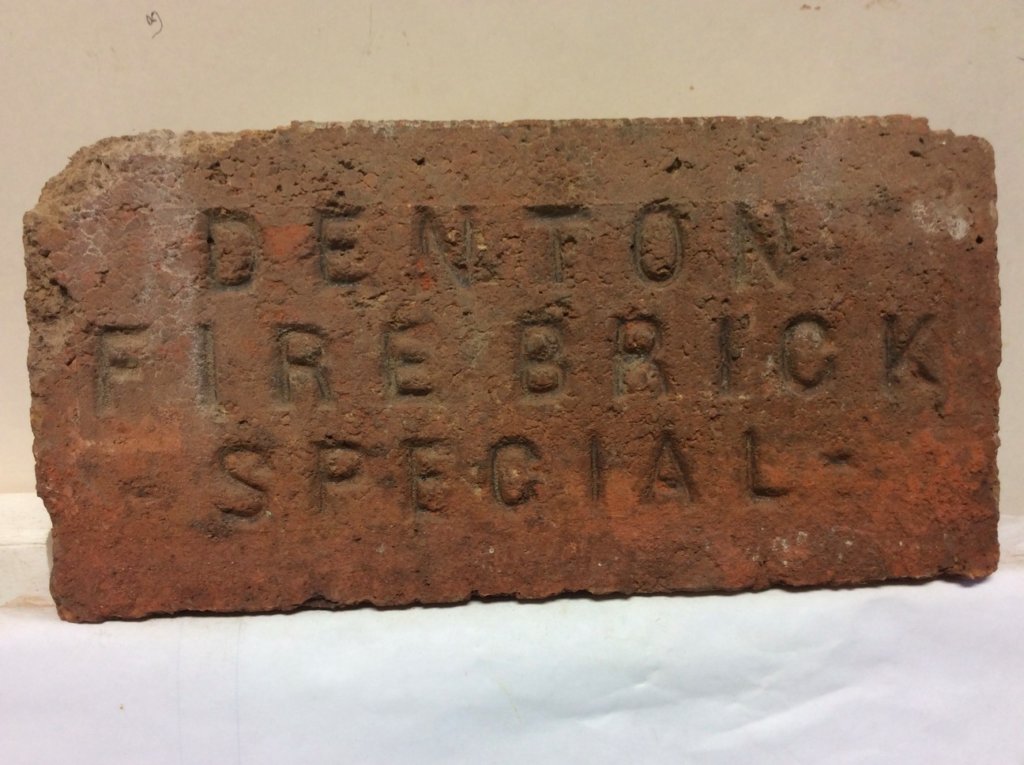 DENTON
FIRE BRICK
-SPECIAL-